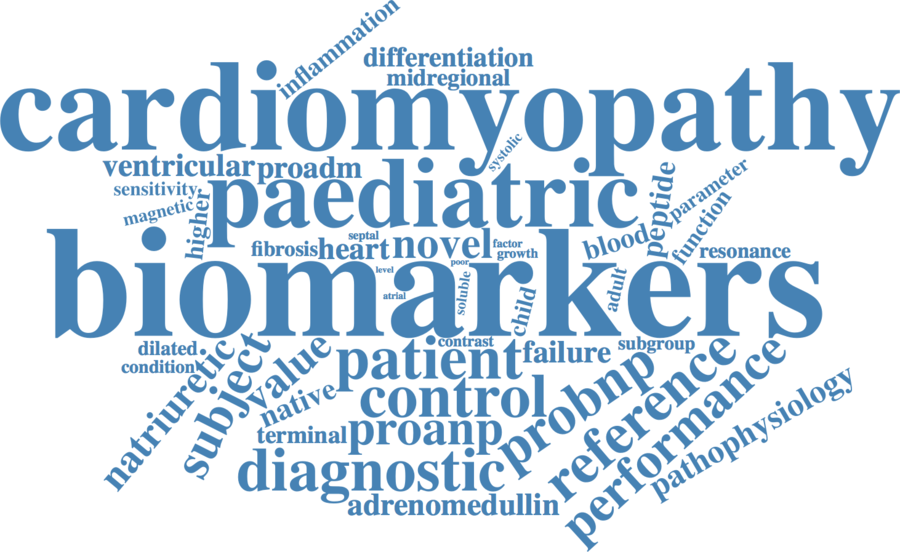 inflammation
differentiation
midregional
cardiomyopathy
systolic
ventricular
proadm
paediatric
sensitivity
magnetic
higher
peptide
parameter
function
septal
fibrosis
heart
novel
factor
growth
blood
resonance
biomarkers
poor
level
atrial
soluble
child
adult
dilated
condition
natriuretic
subject
value
native
contrast
patient
failure
subgroup
control
terminal
proanp
probnp
reference
performance
pathophysiology
diagnostic
adrenomedullin